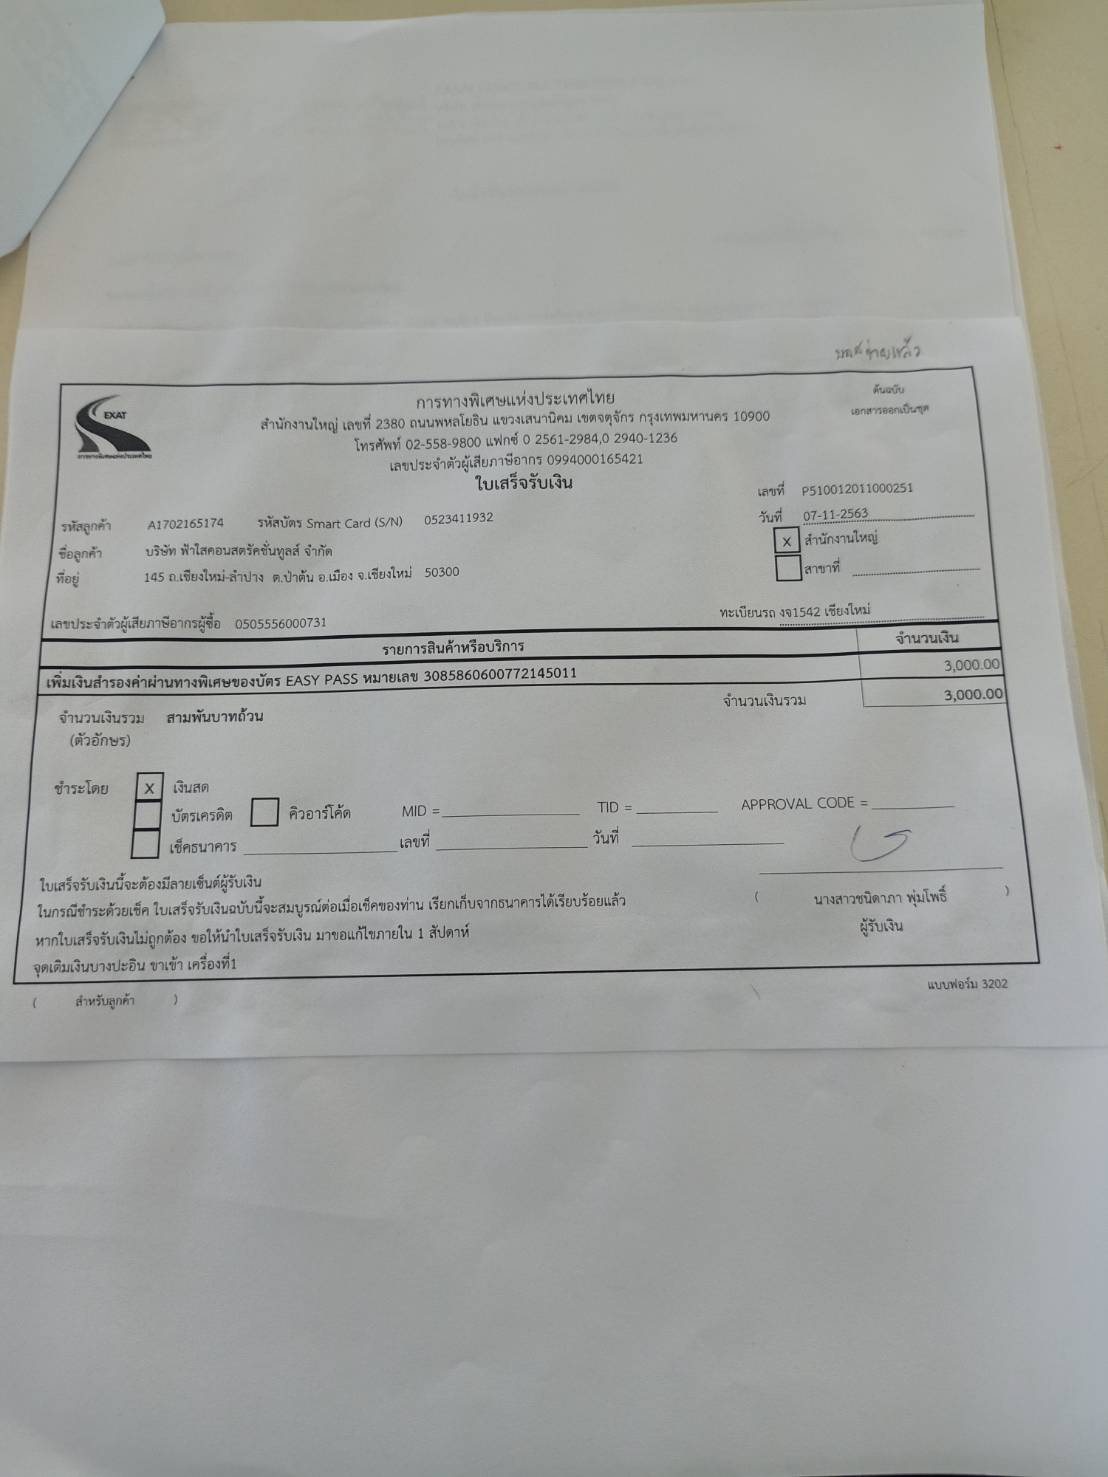 ต้นฉบับ
เอกสารออกเป็นชุด
EXAT
การทางพิเศษแห่งประเทศไทย
สำนักงานใหญ่ เลขที่ 2380 ถนนพหลโยธิน แขวงเสนานิคม เขตจตุจักร กรุงเทพมหานคร 10900
โทรศัพท์ 02-558-9800 แฟกซ์ 0 2561-2984,0 2940-1236
เลขประจำตัวผู้เสียภาษีอากร 0994000165421
ใบเสร็จรับเงิน
เลขที่ P510012011000251
รหัสลูกค้า A1702165174 รหัสบัตร Smart Card (S/N) 0523411932
วันที่ 07-11-2563
ชื่อลูกค้า บริษัท ฟ้าใสคอนสตรัคชั่นทูลส์ จำกัด
X สำนักงานใหญ่
ที่อยู่ 145 ถ.เชียงใหม่-ลำปาง ต.ป่าตัน อ.เมือง จ.เชียงใหม่ 50300
สาขาที่
เลขประจำตัวผู้เสียภาษีอากรผู้ซื้อ 0505556000731
ทะเบียนรถ งจ1542 เชียงใหม่
รายการสินค้าหรือบริการ จำนวนเงิน
เพิ่มเงินสำรองค่าผ่านทางพิเศษของบัตร EASY PASS หมายเลข 3085860600772145011 3,000.00
จำนวนเงินรวม 3,000.00
จำนวนเงินรวม สามพันบาทถ้วน
(ตัวอักษร)
ชำระโดย X เงินสด
บัตรเครดิต คิวอาร์โค้ด MID = TID = APPROVAL CODE =
เช็คธนาคาร เลขที่ วันที่
ใบเสร็จรับเงินนี้จะต้องมีลายเซ็นต์ผู้รับเงิน
ในกรณีชำระด้วยเช็ค ใบเสร็จรับเงินฉบับนี้จะสมบูรณ์ต่อเมื่อเช็คของท่าน เรียกเก็บจากธนาคารได้เรียบร้อยแล้ว
( นางสาวชนิดาภา พุ่มโพธิ์ )
หากใบเสร็จรับเงินไม่ถูกต้อง ขอให้นำใบเสร็จรับเงิน มาขอแก้ไขภายใน 1 สัปดาห์
ผู้รับเงิน
จุดเติมเงินบางปะอิน ขาเข้า เครื่องที่1
( สำหรับลูกค้า )
แบบฟอร์ม 3202